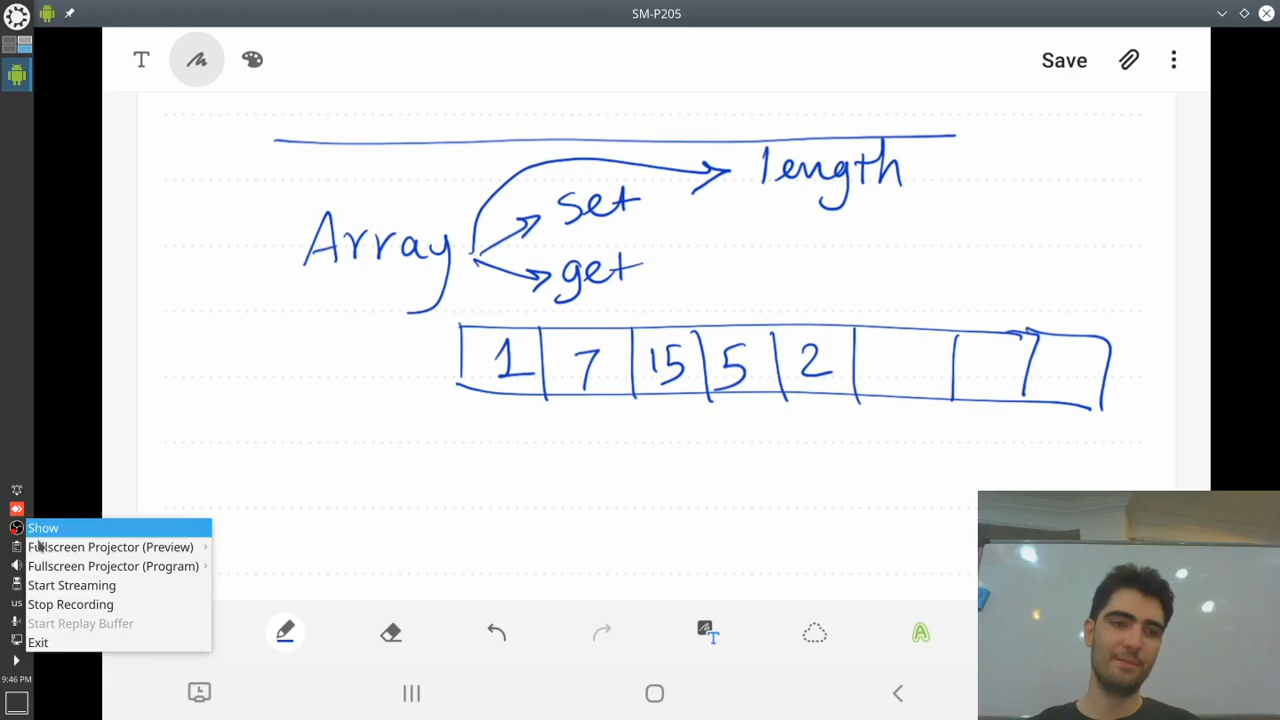 SM-P205
T
Save
length
set
Array
get
1 7 15 5 2
Show
Fullscreen Projector (Preview)
Fullscreen Projector (Program)
Start Streaming
Stop Recording
Start Replay Buffer
Exit
us
9:46 PM
T
A